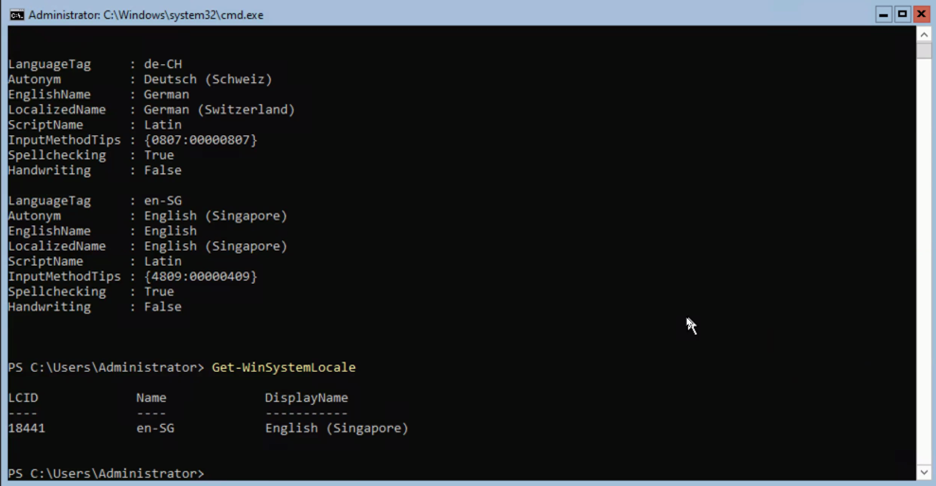 Administrator: C:\Windows\system32\cmd.exe
LanguageTag      : de-CH
Autonym          : Deutsch (Schweiz)
EnglishName      : German
LocalizedName    : German (Switzerland)
ScriptName       : Latin
InputMethodTips  : {0807:00000807}
Spellchecking    : True
Handwriting      : False
LanguageTag      : en-SG
Autonym          : English (Singapore)
EnglishName      : English
LocalizedName    : English (Singapore)
ScriptName       : Latin
InputMethodTips  : {4809:00000409}
Spellchecking    : True
Handwriting      : False
PS C:\Users\Administrator> Get-WinSystemLocale
LCID             Name             DisplayName
----             ----             -----------
18441            en-SG            English (Singapore)
PS C:\Users\Administrator>